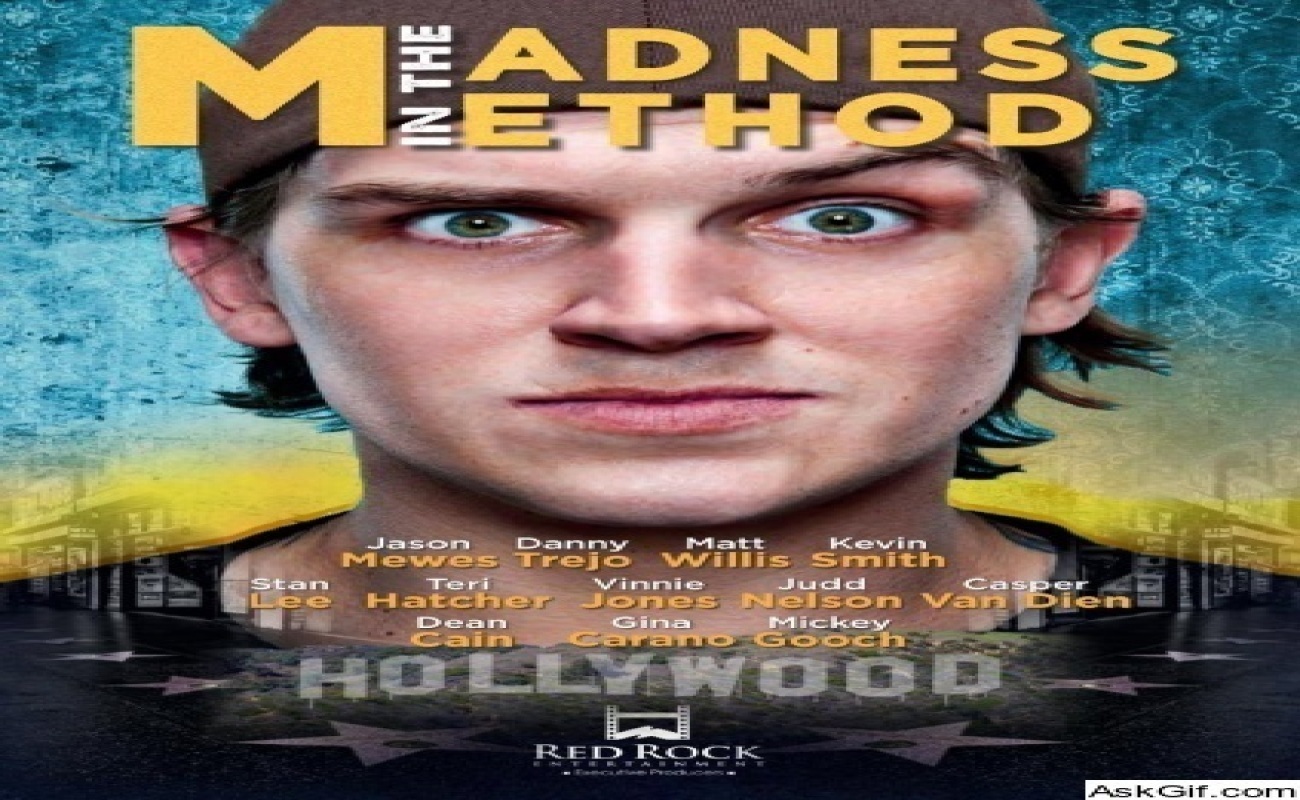 MADNESS
IN THE
METHOD
Jason Danny Matt Kevin
Mewes Trejo Willis Smith
Stan Teri Vinnie Judd Casper
Lee Hatcher Jones Nelson Van Dien
Dean Gina Mickey
Cain Carano Gooch
HOLLYWOOD
RED ROCK
ENTERTAINMENT
Executive Producers
AskGif.com